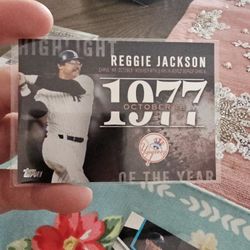 HIGHLIGHT
REGGIE JACKSON
1977
OCTOBER
Topps
OF THE YEAR